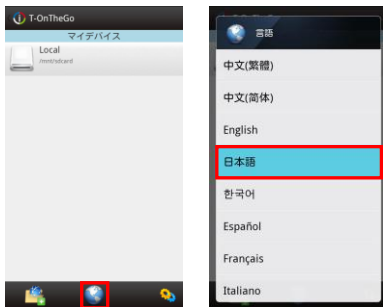 T-OnTheGo
マイデバイス
Local
/mnt/sdcard
言語
中文(繁體)
中文(简体)
English
日本語
한국어
Español
Français
Italiano